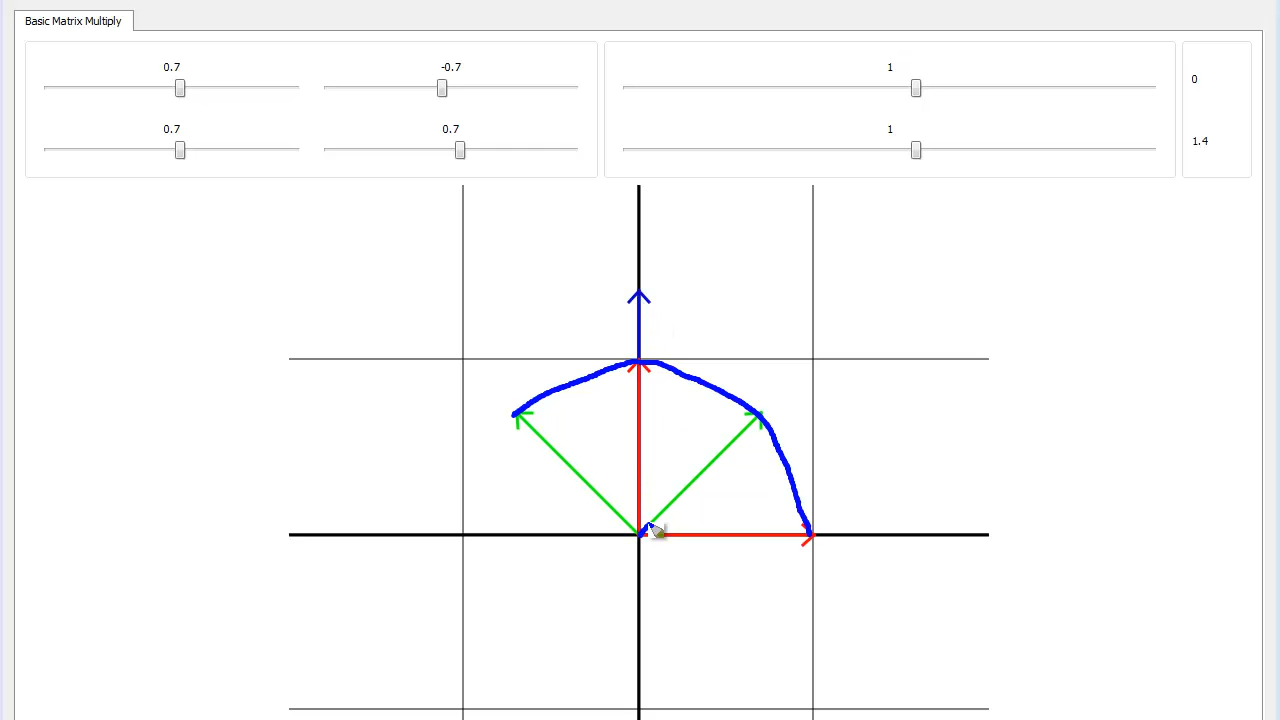 Basic Matrix Multiply
0.7 -0.7 1
0
0.7 0.7 1
1.4